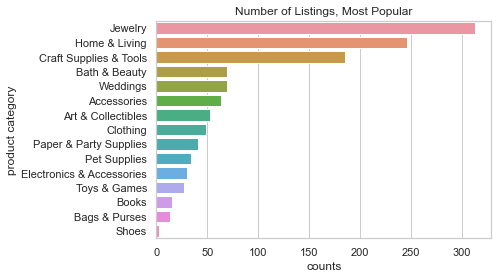 Number of Listings, Most Popular
Jewelry
Home & Living
Craft Supplies & Tools
Bath & Beauty
Weddings
Accessories
Art & Collectibles
Clothing
Paper & Party Supplies
Pet Supplies
Electronics & Accessories
Toys & Games
Books
Bags & Purses
Shoes
product category
0 50 100 150 200 250 300
counts